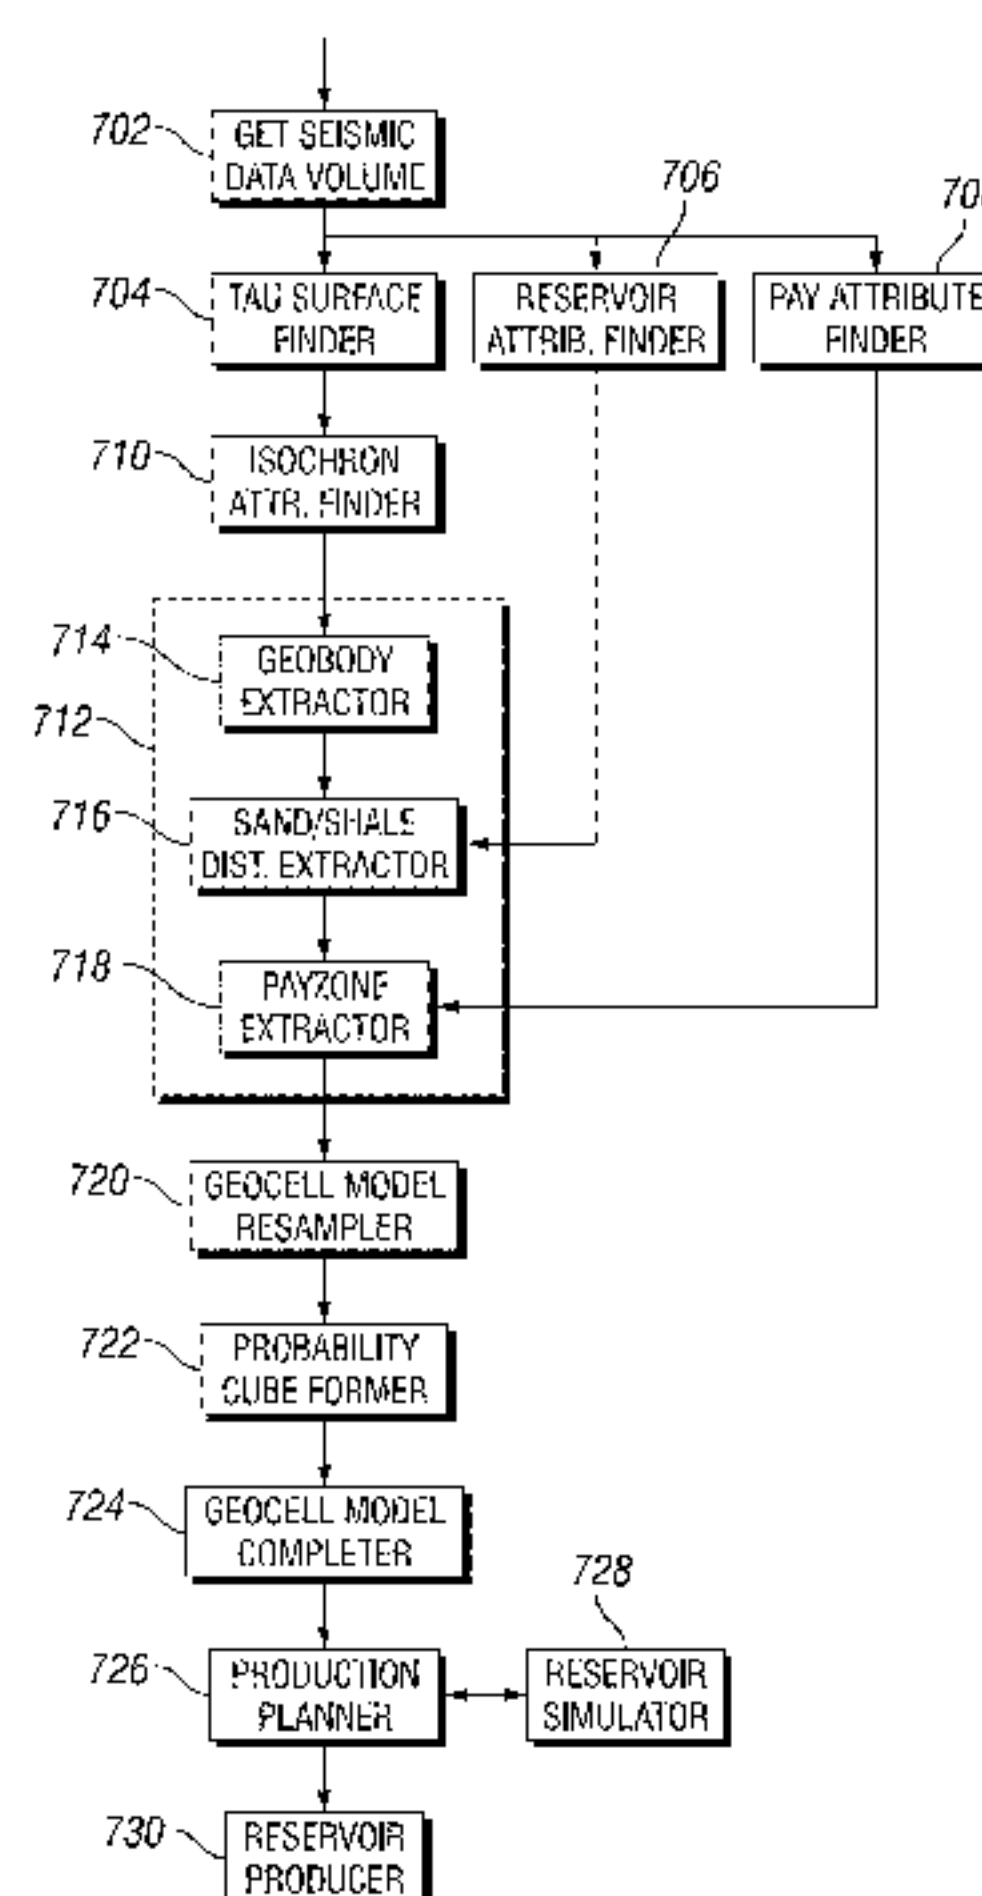 702
GET SEISMIC
DATA VOLUME
706
704
TAU SURFACE
FINDER
RESERVOIR
ATTRIB. FINDER
PAY ATTRIBUTE
FINDER
710
ISOCHRON
ATTR. FINDER
714
GEOBODY
EXTRACTOR
712
716
SAND/SHALE
DIST. EXTRACTOR
718
PAYZONE
EXTRACTOR
720
GEOCELL MODEL
RESAMPLER
722
PROBABILITY
CUBE FORMER
724
GEOCELL MODEL
COMPLETER
728
726
PRODUCTION
PLANNER
RESERVOIR
SIMULATOR
730
RESERVOIR
PRODUCER